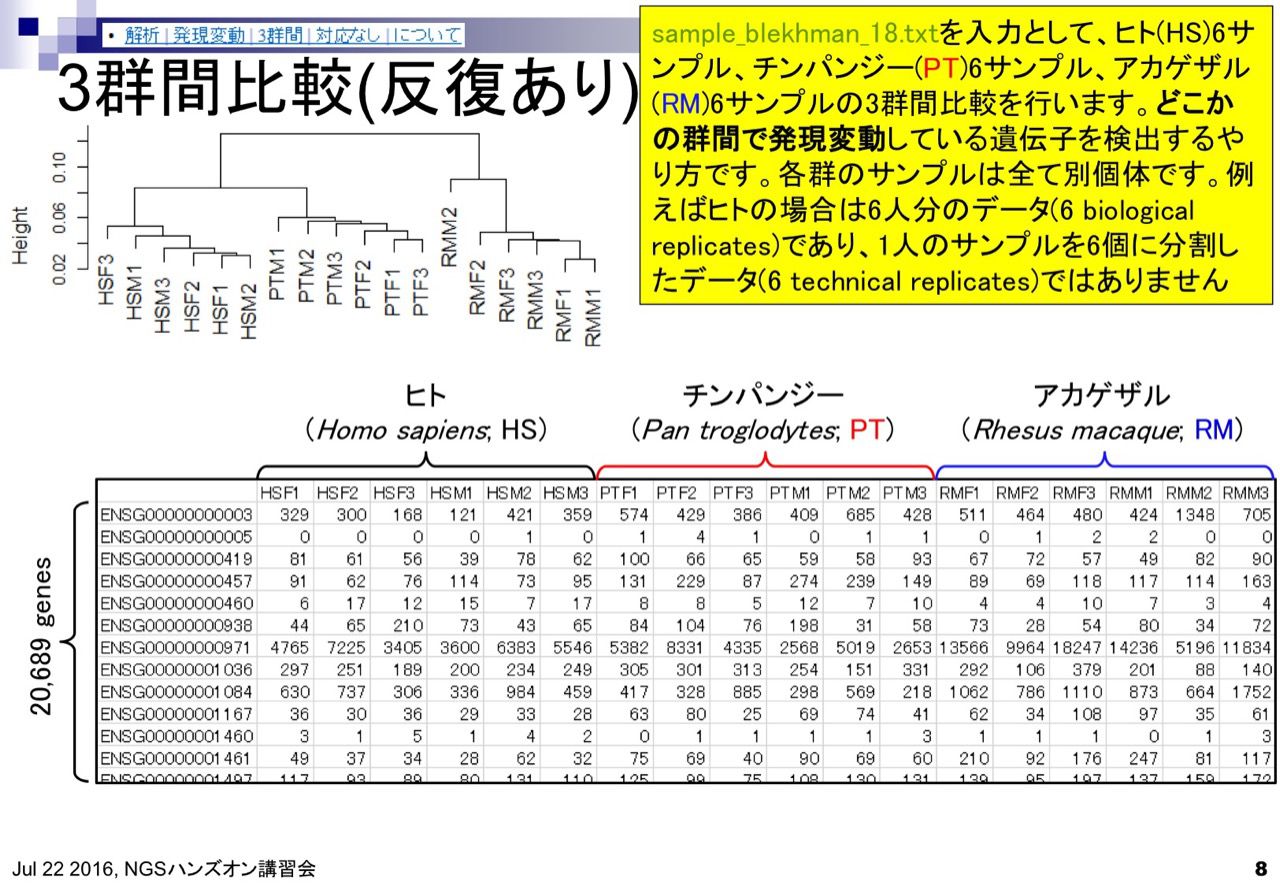 • 解析 | 発現変動 | 3群間 | 対応なし | について
3群間比較(反復あり)
sample_blekhman_18.txtを入力として、ヒト(HS)6サ
ンプル、チンパンジー(PT)6サンプル、アカゲザル
(RM)6サンプルの3群間比較を行います。どこか
の群間で発現変動している遺伝子を検出するや
り方です。各群のサンプルは全て別個体です。例
えばヒトの場合は6人分のデータ(6 biological
replicates)であり、1人のサンプルを6個に分割し
たデータ(6 technical replicates)ではありません
Height
0.02 0.06 0.10
HSF3 HSM1 HSM3 HSF2 HSF1 HSM2 PTM1 PTM2 PTM3 PTF2 PTF1 PTF3 RMM2 RMF2 RMF3 RMM3 RMF1 RMM1
ヒト
(Homo sapiens; HS)
チンパンジー
(Pan troglodytes; PT)
アカゲザル
(Rhesus macaque; RM)
20,689 genes
HSF1 HSF2 HSF3 HSM1 HSM2 HSM3 PTF1 PTF2 PTF3 PTM1 PTM2 PTM3 RMF1 RMF2 RMF3 RMM1 RMM2 RMM3
ENSG00000000003 329 300 168 121 421 359 574 429 386 409 685 428 511 464 480 424 1348 705
ENSG00000000005 0 0 0 0 1 0 1 4 1 0 1 1 0 1 2 2 0 0
ENSG00000000419 81 61 56 39 78 62 100 66 65 59 58 93 67 72 57 49 82 90
ENSG00000000457 91 62 76 114 73 95 131 229 87 274 239 149 89 69 118 117 114 163
ENSG00000000460 6 17 12 15 7 17 8 8 5 12 7 10 4 4 10 7 3 4
ENSG00000000938 44 65 210 73 43 65 84 104 76 198 31 58 73 28 54 80 34 72
ENSG00000000971 4765 7225 3405 3600 6383 5546 5382 8331 4335 2568 5019 2653 13566 9964 18247 14236 5196 11834
ENSG00000001036 297 251 189 200 234 249 305 301 313 254 151 331 292 106 379 201 88 140
ENSG00000001084 630 737 306 336 984 459 417 328 885 298 569 218 1062 786 1110 873 664 1752
ENSG00000001167 36 30 36 29 33 28 63 80 25 69 74 41 62 34 108 97 35 61
ENSG00000001460 3 1 5 1 4 2 0 1 1 1 1 3 1 1 1 0 1 3
ENSG00000001461 49 37 34 28 62 32 75 69 40 90 69 60 210 92 176 247 81 117
ENSG00000001497 117 93 89 80 131 110 125 99 75 108 130 131 139 95 197 137 159 172
Jul 22 2016, NGSハンズオン講習会
8